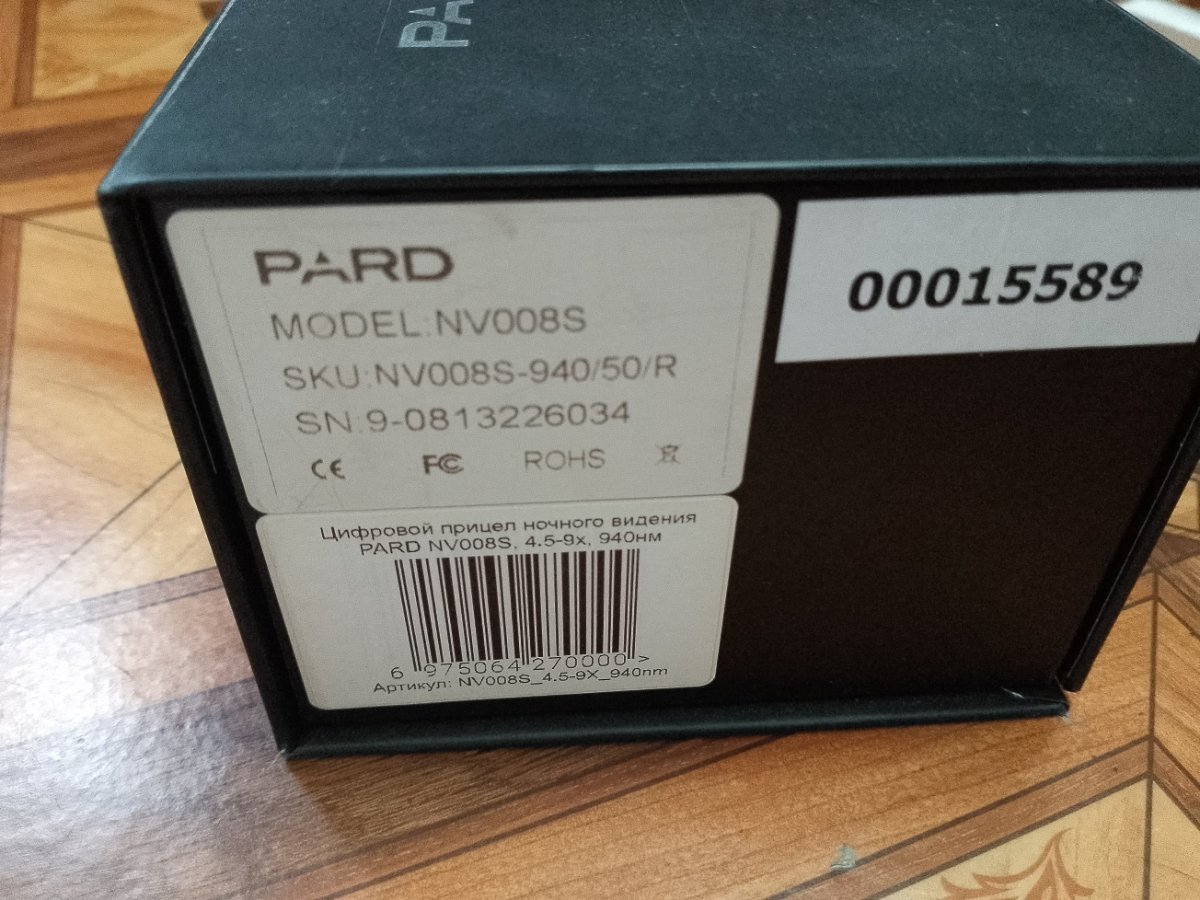 PA
PARD
MODEL:NV008S
SKU:NV008S-940/50/R
SN:9-0813226034
CE FC ROHS
00015589
Цифровой прицел ночного видения
PARD NV008S, 4.5-9x, 940нм
6 975064 270000 >
Артикул: NV008S_4.5-9X_940nm